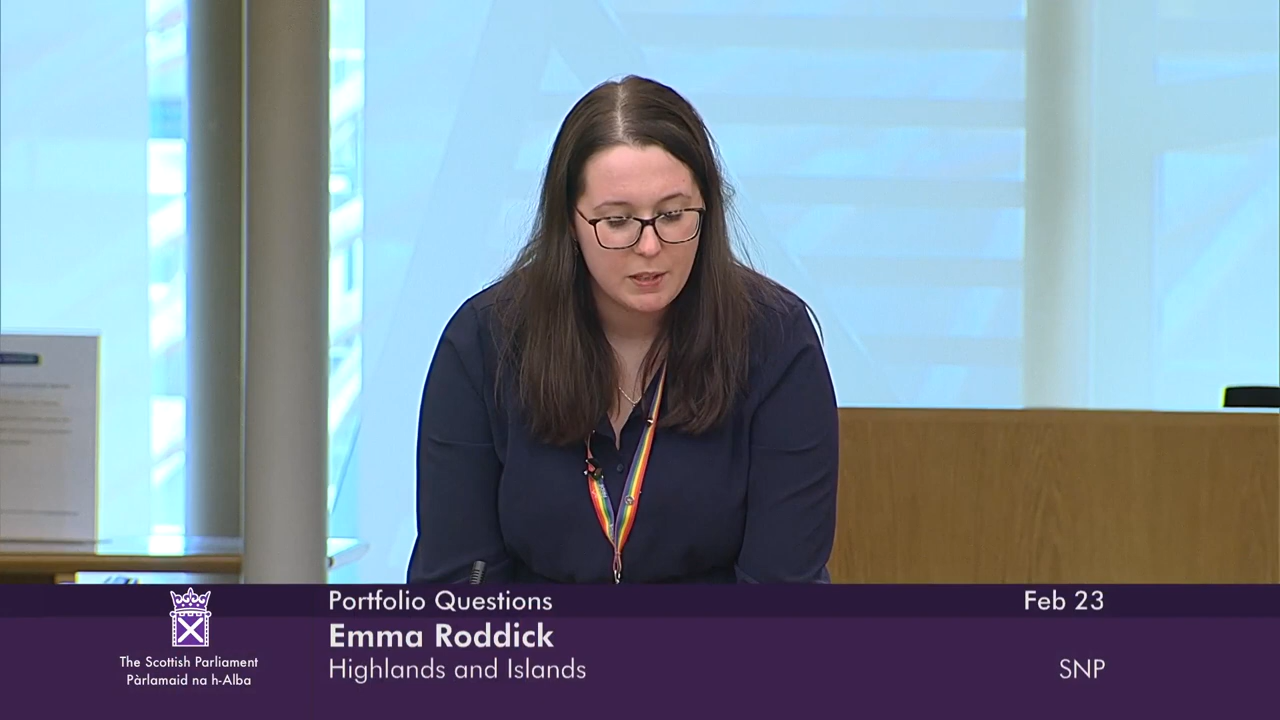 Portfolio Questions
Feb 23
Emma Roddick
Highlands and Islands
SNP
The Scottish Parliament
Pàrlamaid na h-Alba